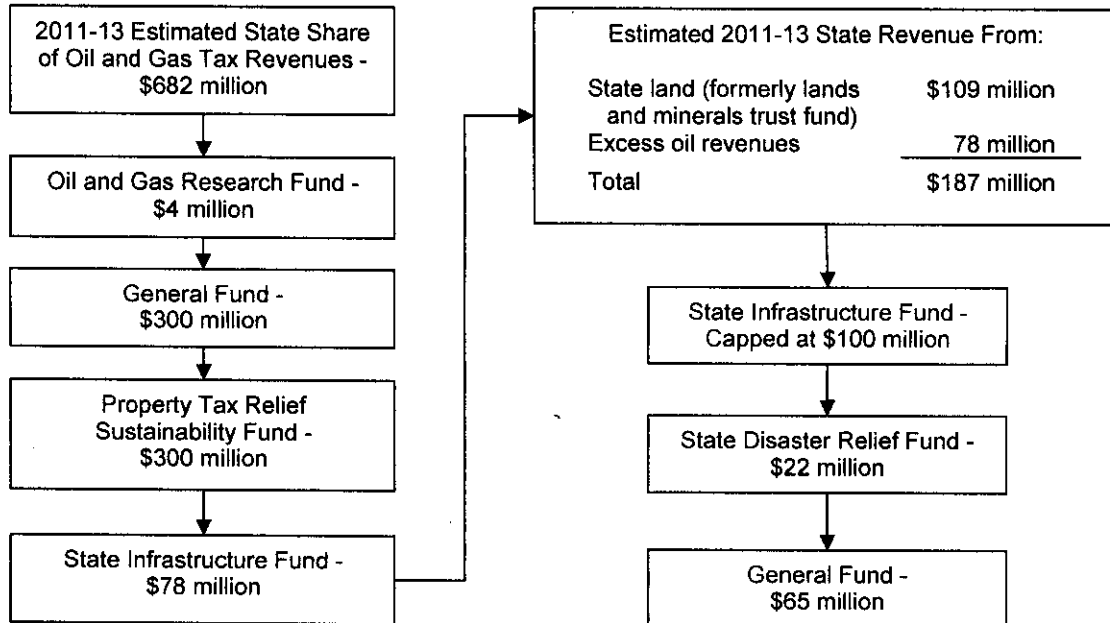 2011-13 Estimated State Share
of Oil and Gas Tax Revenues -
$682 million
Oil and Gas Research Fund -
$4 million
General Fund -
$300 million
Property Tax Relief
Sustainability Fund -
$300 million
State Infrastructure Fund -
$78 million
Estimated 2011-13 State Revenue From:
State land (formerly lands $109 million
and minerals trust fund)
Excess oil revenues 78 million
Total $187 million
State Infrastructure Fund -
Capped at $100 million
State Disaster Relief Fund -
$22 million
General Fund -
$65 million